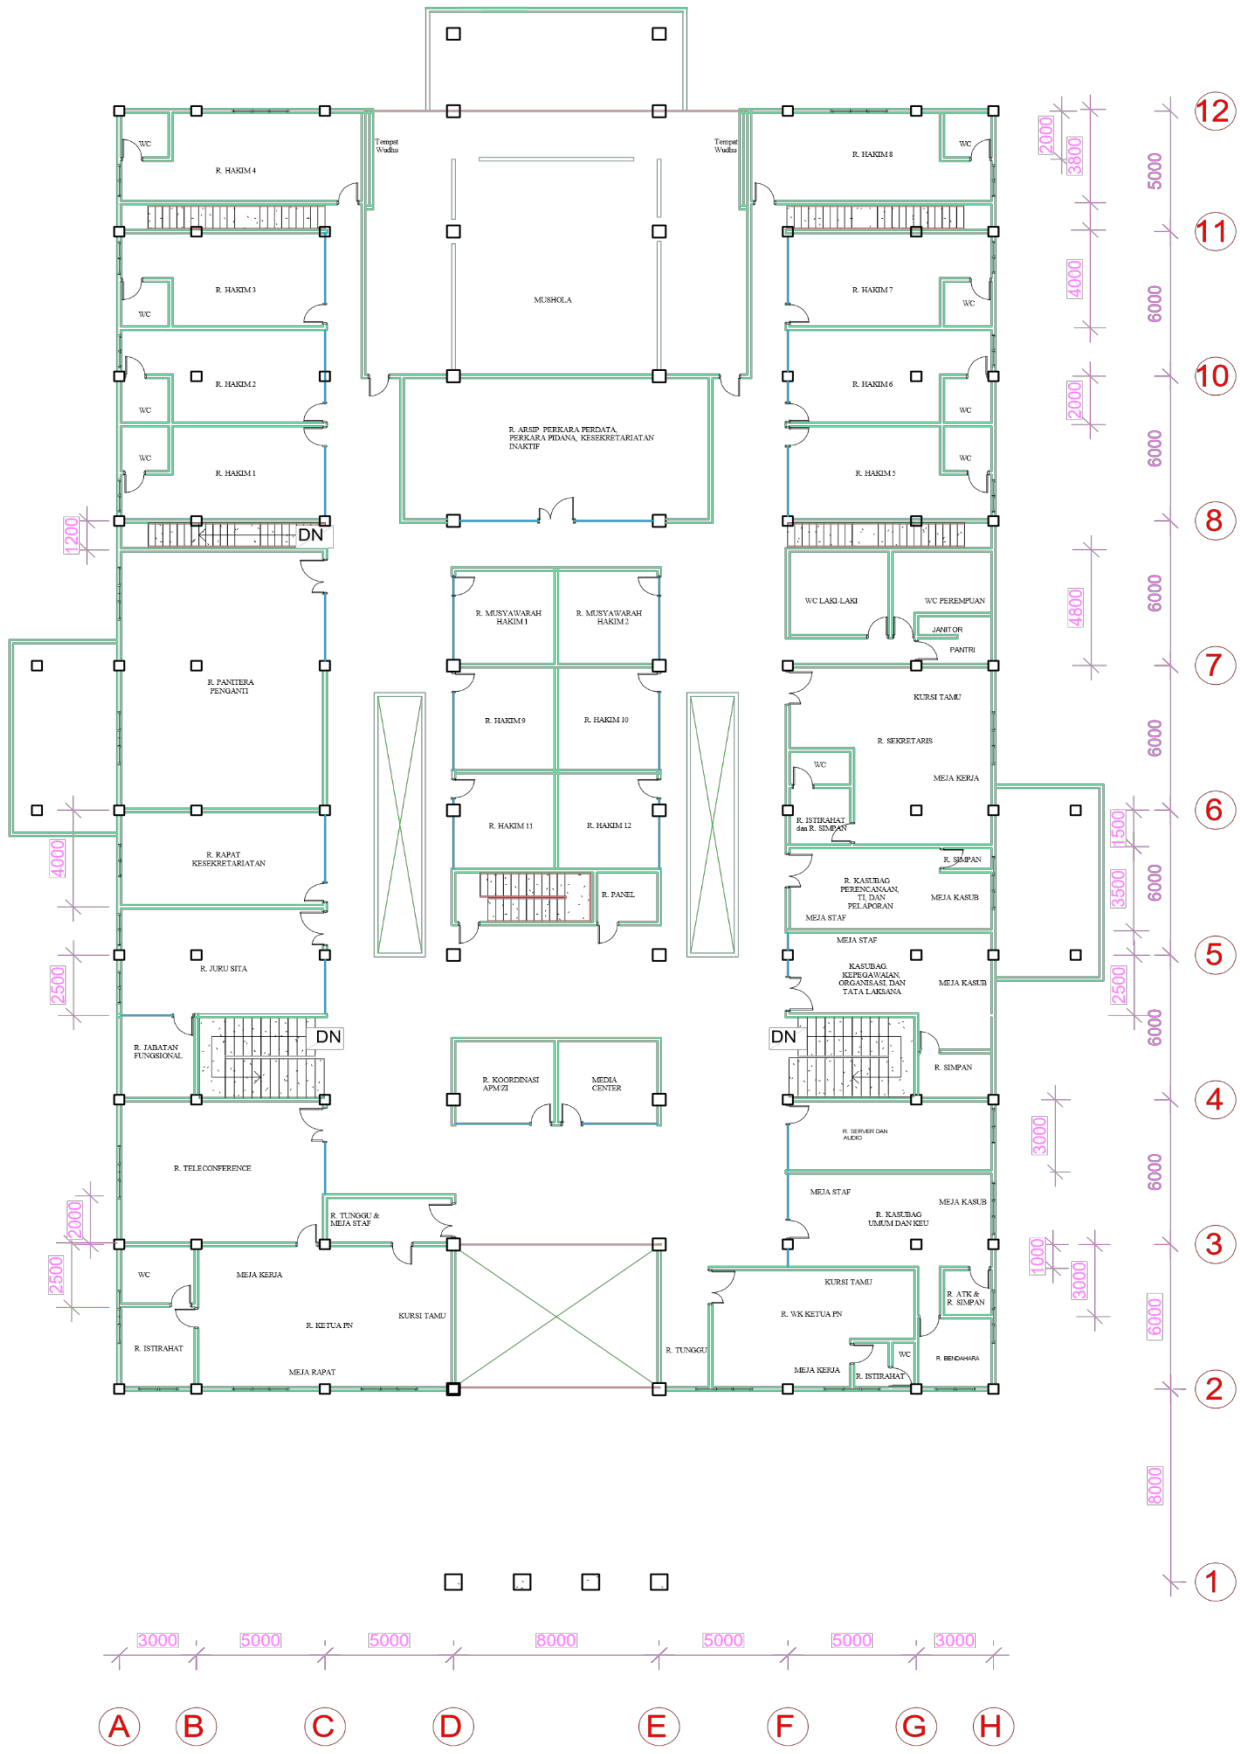 12
2000
3800
5000
WC
Tempat
Wudhu
Tempat
Wudhu
R. HAKIM 8
WC
R. HAKIM 4
11
R. HAKIM 3
WC
MUSHOLA
R. HAKIM 7
WC
4000
6000
10
R. HAKIM 2
WC
R. HAKIM 6
WC
2000
6000
R. ARSIP PERKARA PERDATA,
PERKARA PIDANA, KESEKRETARIATAN
INAKTIF
WC
R. HAKIM 1
WC
R. HAKIM 5
8
1200
DN
R. MUSYAWARAH
HAKIM 1
R. MUSYAWARAH
HAKIM 2
WC LAKI-LAKI
WC PEREMPUAN
JANITOR
PANTRI
4800
6000
7
R. PANITERA
PENGANTI
KURSI TAMU
R. HAKIM 9
R. HAKIM 10
R. SEKRETARIS
WC
MEJA KERJA
6000
6
R. HAKIM 11
R. HAKIM 12
R. ISTIRAHAT
dan R. SIMPAN
1500
4000
R. RAPAT
KESEKRETARIATAN
R. SIMPAN
R. PANEL
R. KASUBAG
PERENCANAAN,
TI, DAN
PELAPORAN
MEJA KASUB
MEJA STAF
3500
6000
MEJA STAF
5
R. JURU SITA
KASUBAG.
KEPEGAWAIAN,
ORGANISASI, DAN
TATA LAKSANA
MEJA KASUB
2500
2500
6000
DN
DN
R. JABATAN
FUNGSIONAL
R. SIMPAN
R. KOORDINASI
APM/ZI
MEDIA
CENTER
4
R. SERVER DAN
AUDIO
3000
6000
R. TELECONFERENCE
MEJA STAF
MEJA KASUB
R. KASUBAG
UMUM DAN KEU
R. TUNGGU &
MEJA STAF
2000
3
2500
WC
MEJA KERJA
KURSI TAMU
R. KETUA PN
KURSI TAMU
R. WK KETUA PN
R. ATK &
R. SIMPAN
1000
3000
6000
R. ISTIRAHAT
MEJA RAPAT
R. TUNGGU
MEJA KERJA
WC
R. ISTIRAHAT
R. BENDAHARA
2
8000
1
3000
5000
5000
8000
5000
5000
3000
A
B
C
D
E
F
G
H